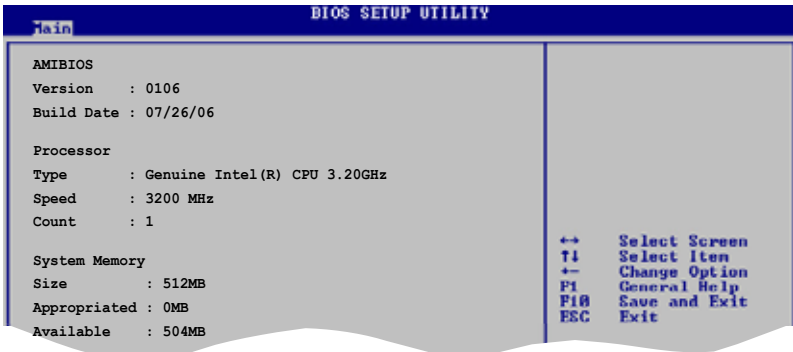 BIOS SETUP UTILITY
Main
AMIBIOS
Version : 0106
Build Date : 07/26/06
Processor
Type : Genuine Intel(R) CPU 3.20GHz
Speed : 3200 MHz
Count : 1
System Memory
Size : 512MB
Appropriated : 0MB
Available : 504MB
←→ Select Screen
↑↓ Select Item
+- Change Option
F1 General Help
F10 Save and Exit
ESC Exit